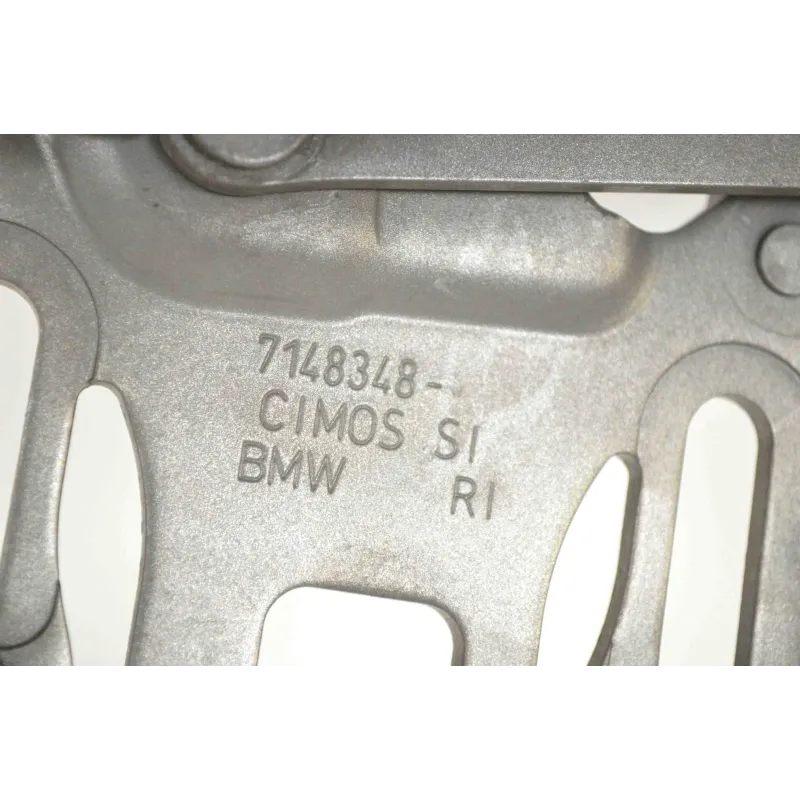 7148348-.
CIMOS SI
BMW RI